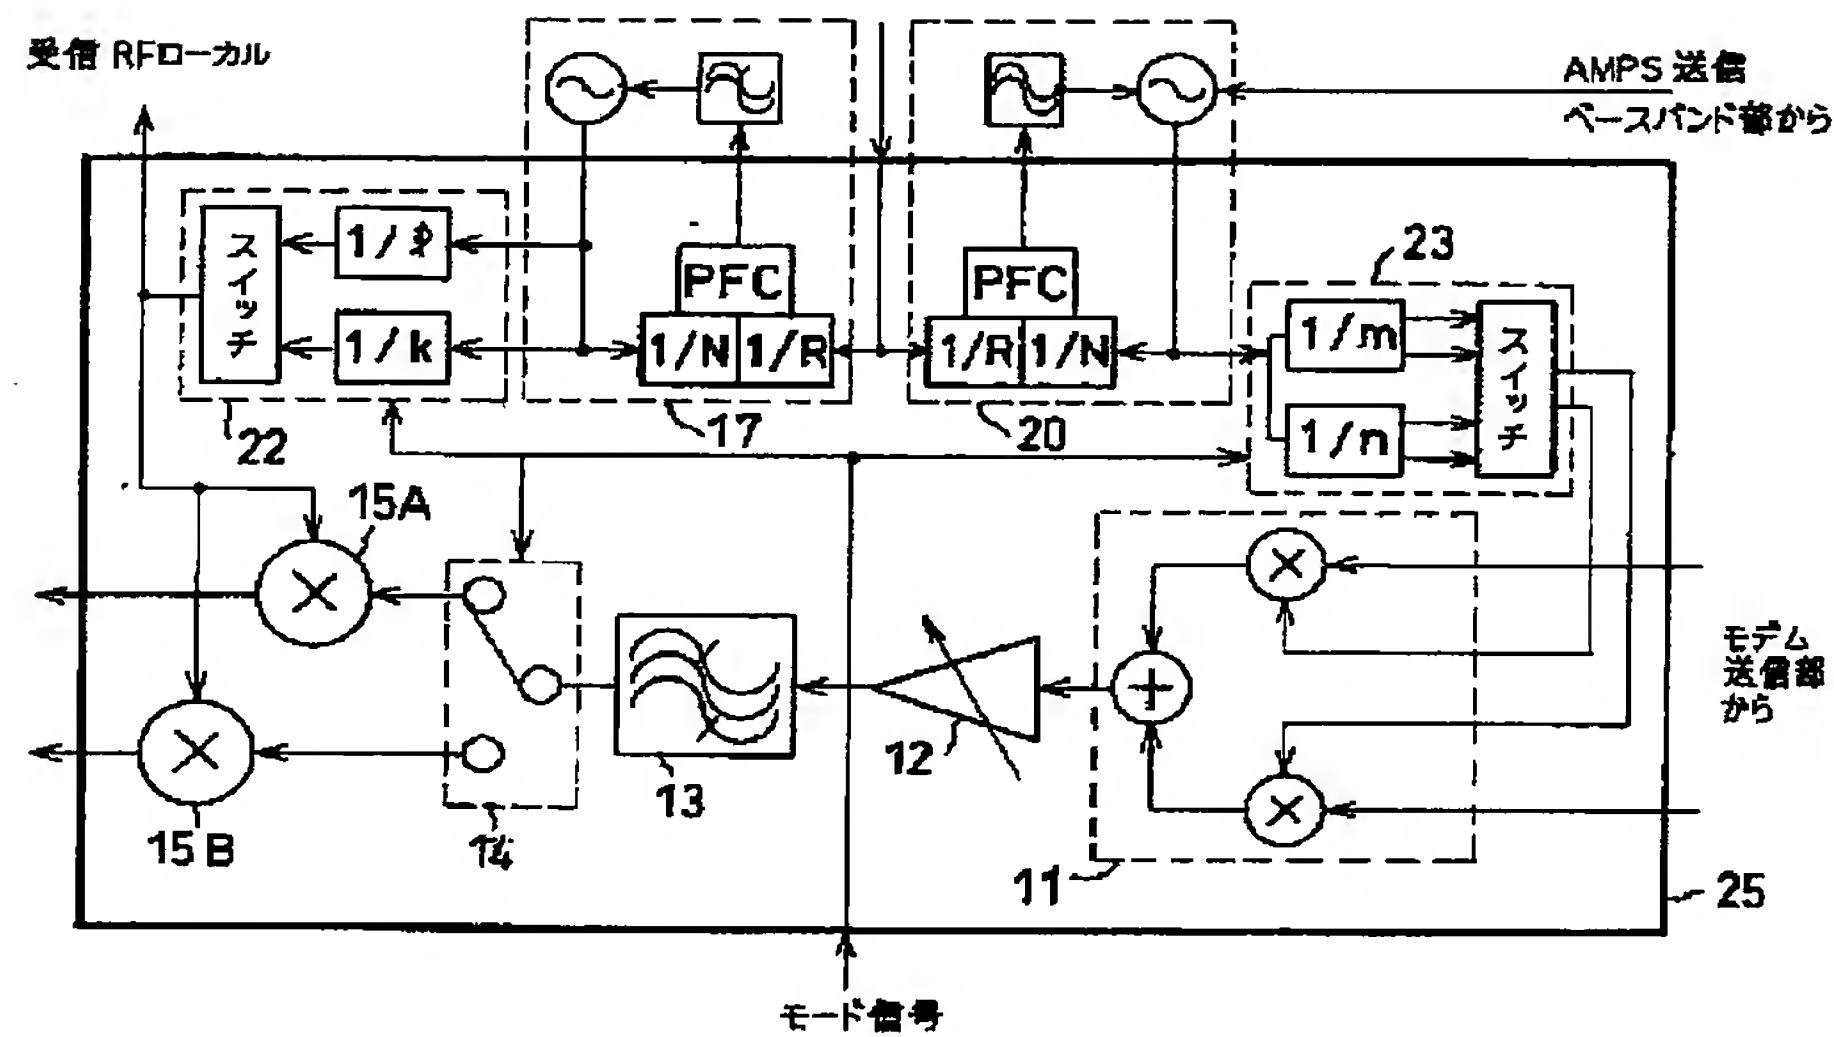 受信 RFローカル
AMPS 送信
ベースバンド部から
スイッチ
1/ℓ
1/k
22
PFC
1/N 1/R
17
PFC
1/R 1/N
20
23
1/m
1/n
スイッチ
15A
15B
14
13
12
11
モデム
送信部
から
25
モード信号